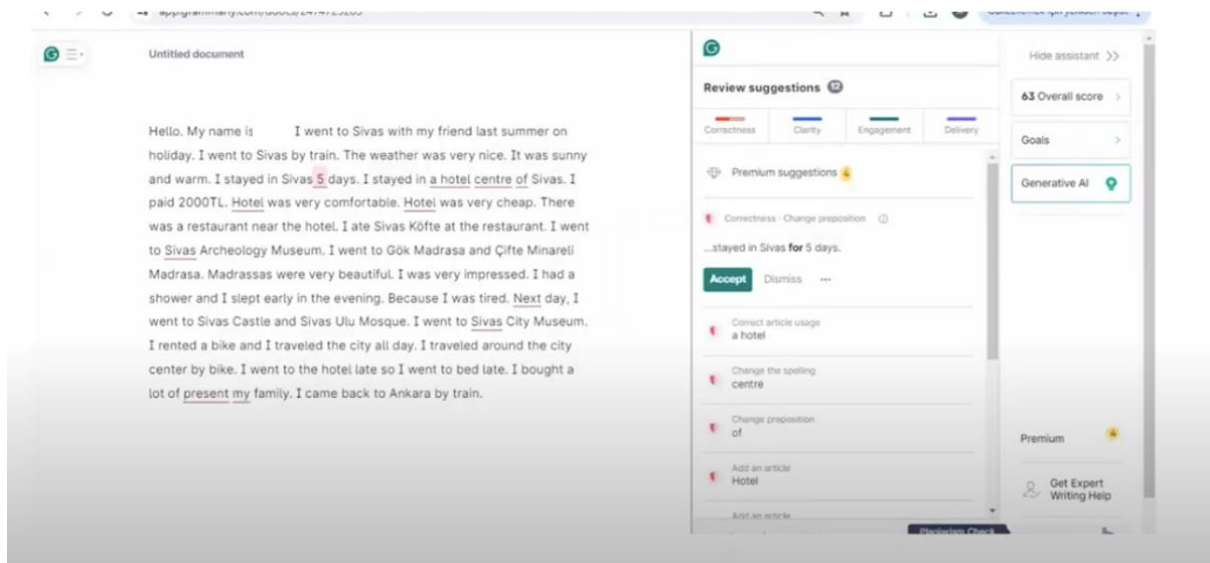 Untitled document
Hello. My name is I went to Sivas with my friend last summer on
holiday. I went to Sivas by train. The weather was very nice. It was sunny
and warm. I stayed in Sivas 5 days. I stayed in a hotel centre of Sivas. I
paid 2000TL. Hotel was very comfortable. Hotel was very cheap. There
was a restaurant near the hotel. I ate Sivas Köfte at the restaurant. I went
to Sivas Archeology Museum. I went to Gök Madrasa and Çifte Minareli
Madrasa. Madrassas were very beautiful. I was very impressed. I had a
shower and I slept early in the evening. Because I was tired. Next day, I
went to Sivas Castle and Sivas Ulu Mosque. I went to Sivas City Museum.
I rented a bike and I traveled the city all day. I traveled around the city
center by bike. I went to the hotel late so I went to bed late. I bought a
lot of present my family. I came back to Ankara by train.
Review suggestions 12
Correctness Clarity Engagement Delivery
Premium suggestions 4
Correctness · Change preposition
...stayed in Sivas for 5 days.
Accept Dismiss
Correct article usage
a hotel
Change the spelling
centre
Change preposition
of
Add an article
Hotel
Add an article
Hide assistant
63 Overall score
Goals
Generative AI
Premium 4
Get Expert
Writing Help
Plagiarism Check